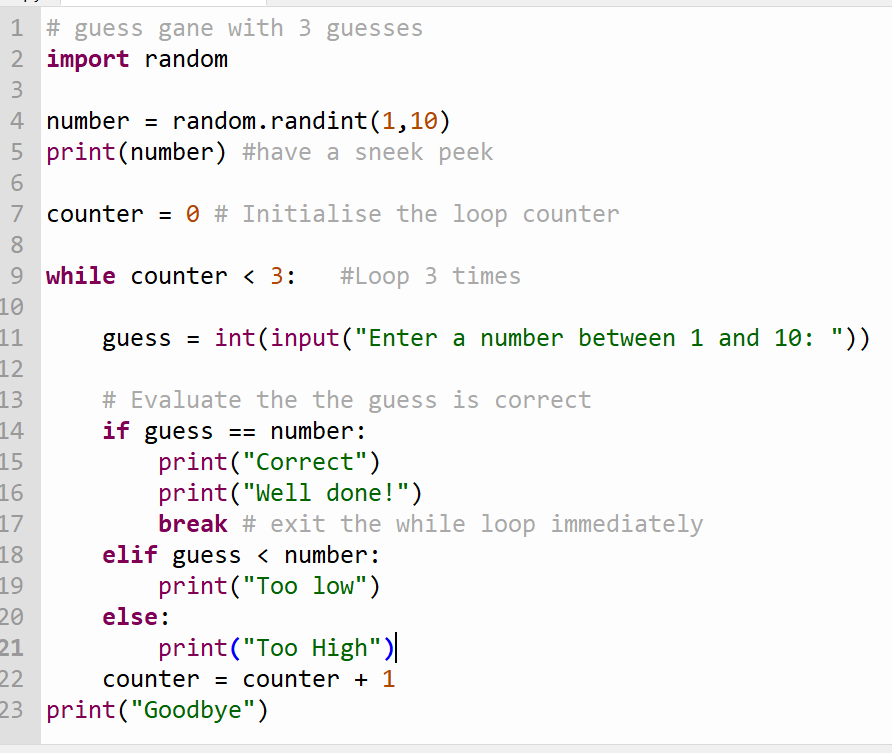 1 # guess gane with 3 guesses
2 import random
3
4 number = random.randint(1,10)
5 print(number) #have a sneek peek
6
7 counter = 0 # Initialise the loop counter
8
9 while counter < 3:   #Loop 3 times
10
11     guess = int(input("Enter a number between 1 and 10: "))
12
13     # Evaluate the the guess is correct
14     if guess == number:
15         print("Correct")
16         print("Well done!")
17         break # exit the while loop immediately
18     elif guess < number:
19         print("Too low")
20     else:
21         print("Too High")
22     counter = counter + 1
23 print("Goodbye")